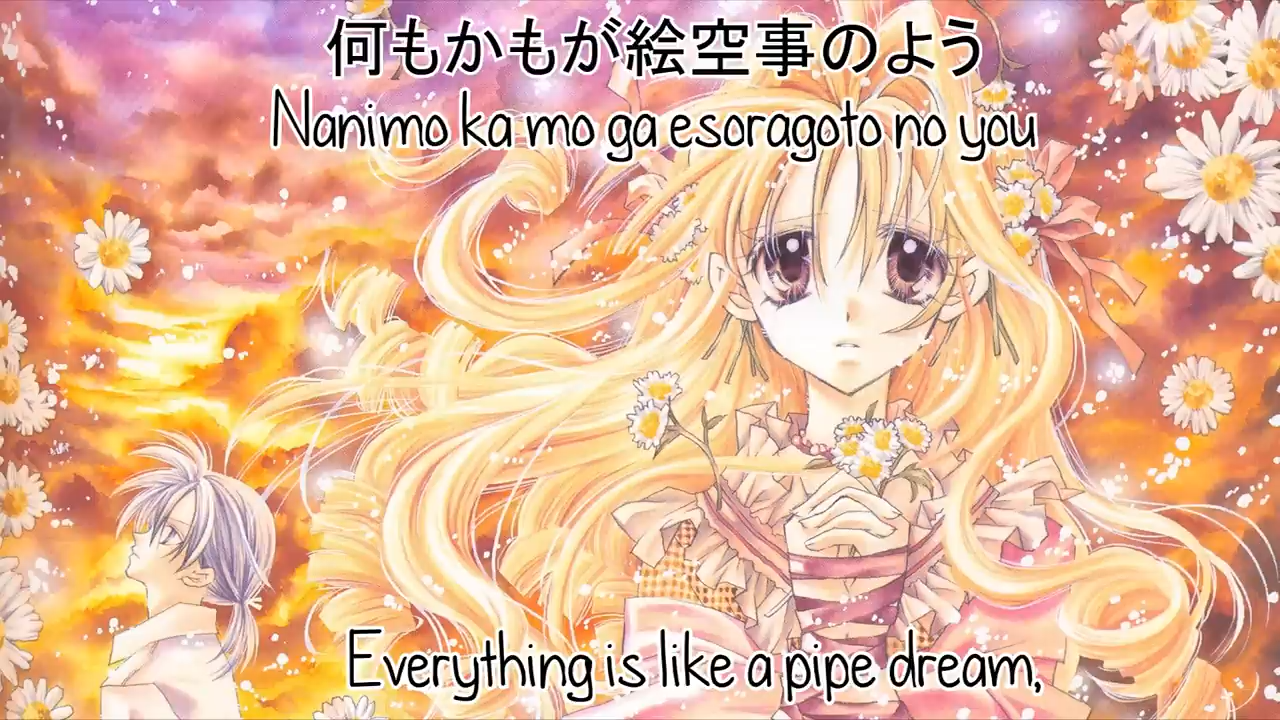 何もかもが絵空事のよう
Nanimo ka mo ga esoragoto no you
Everything is like a pipe dream,